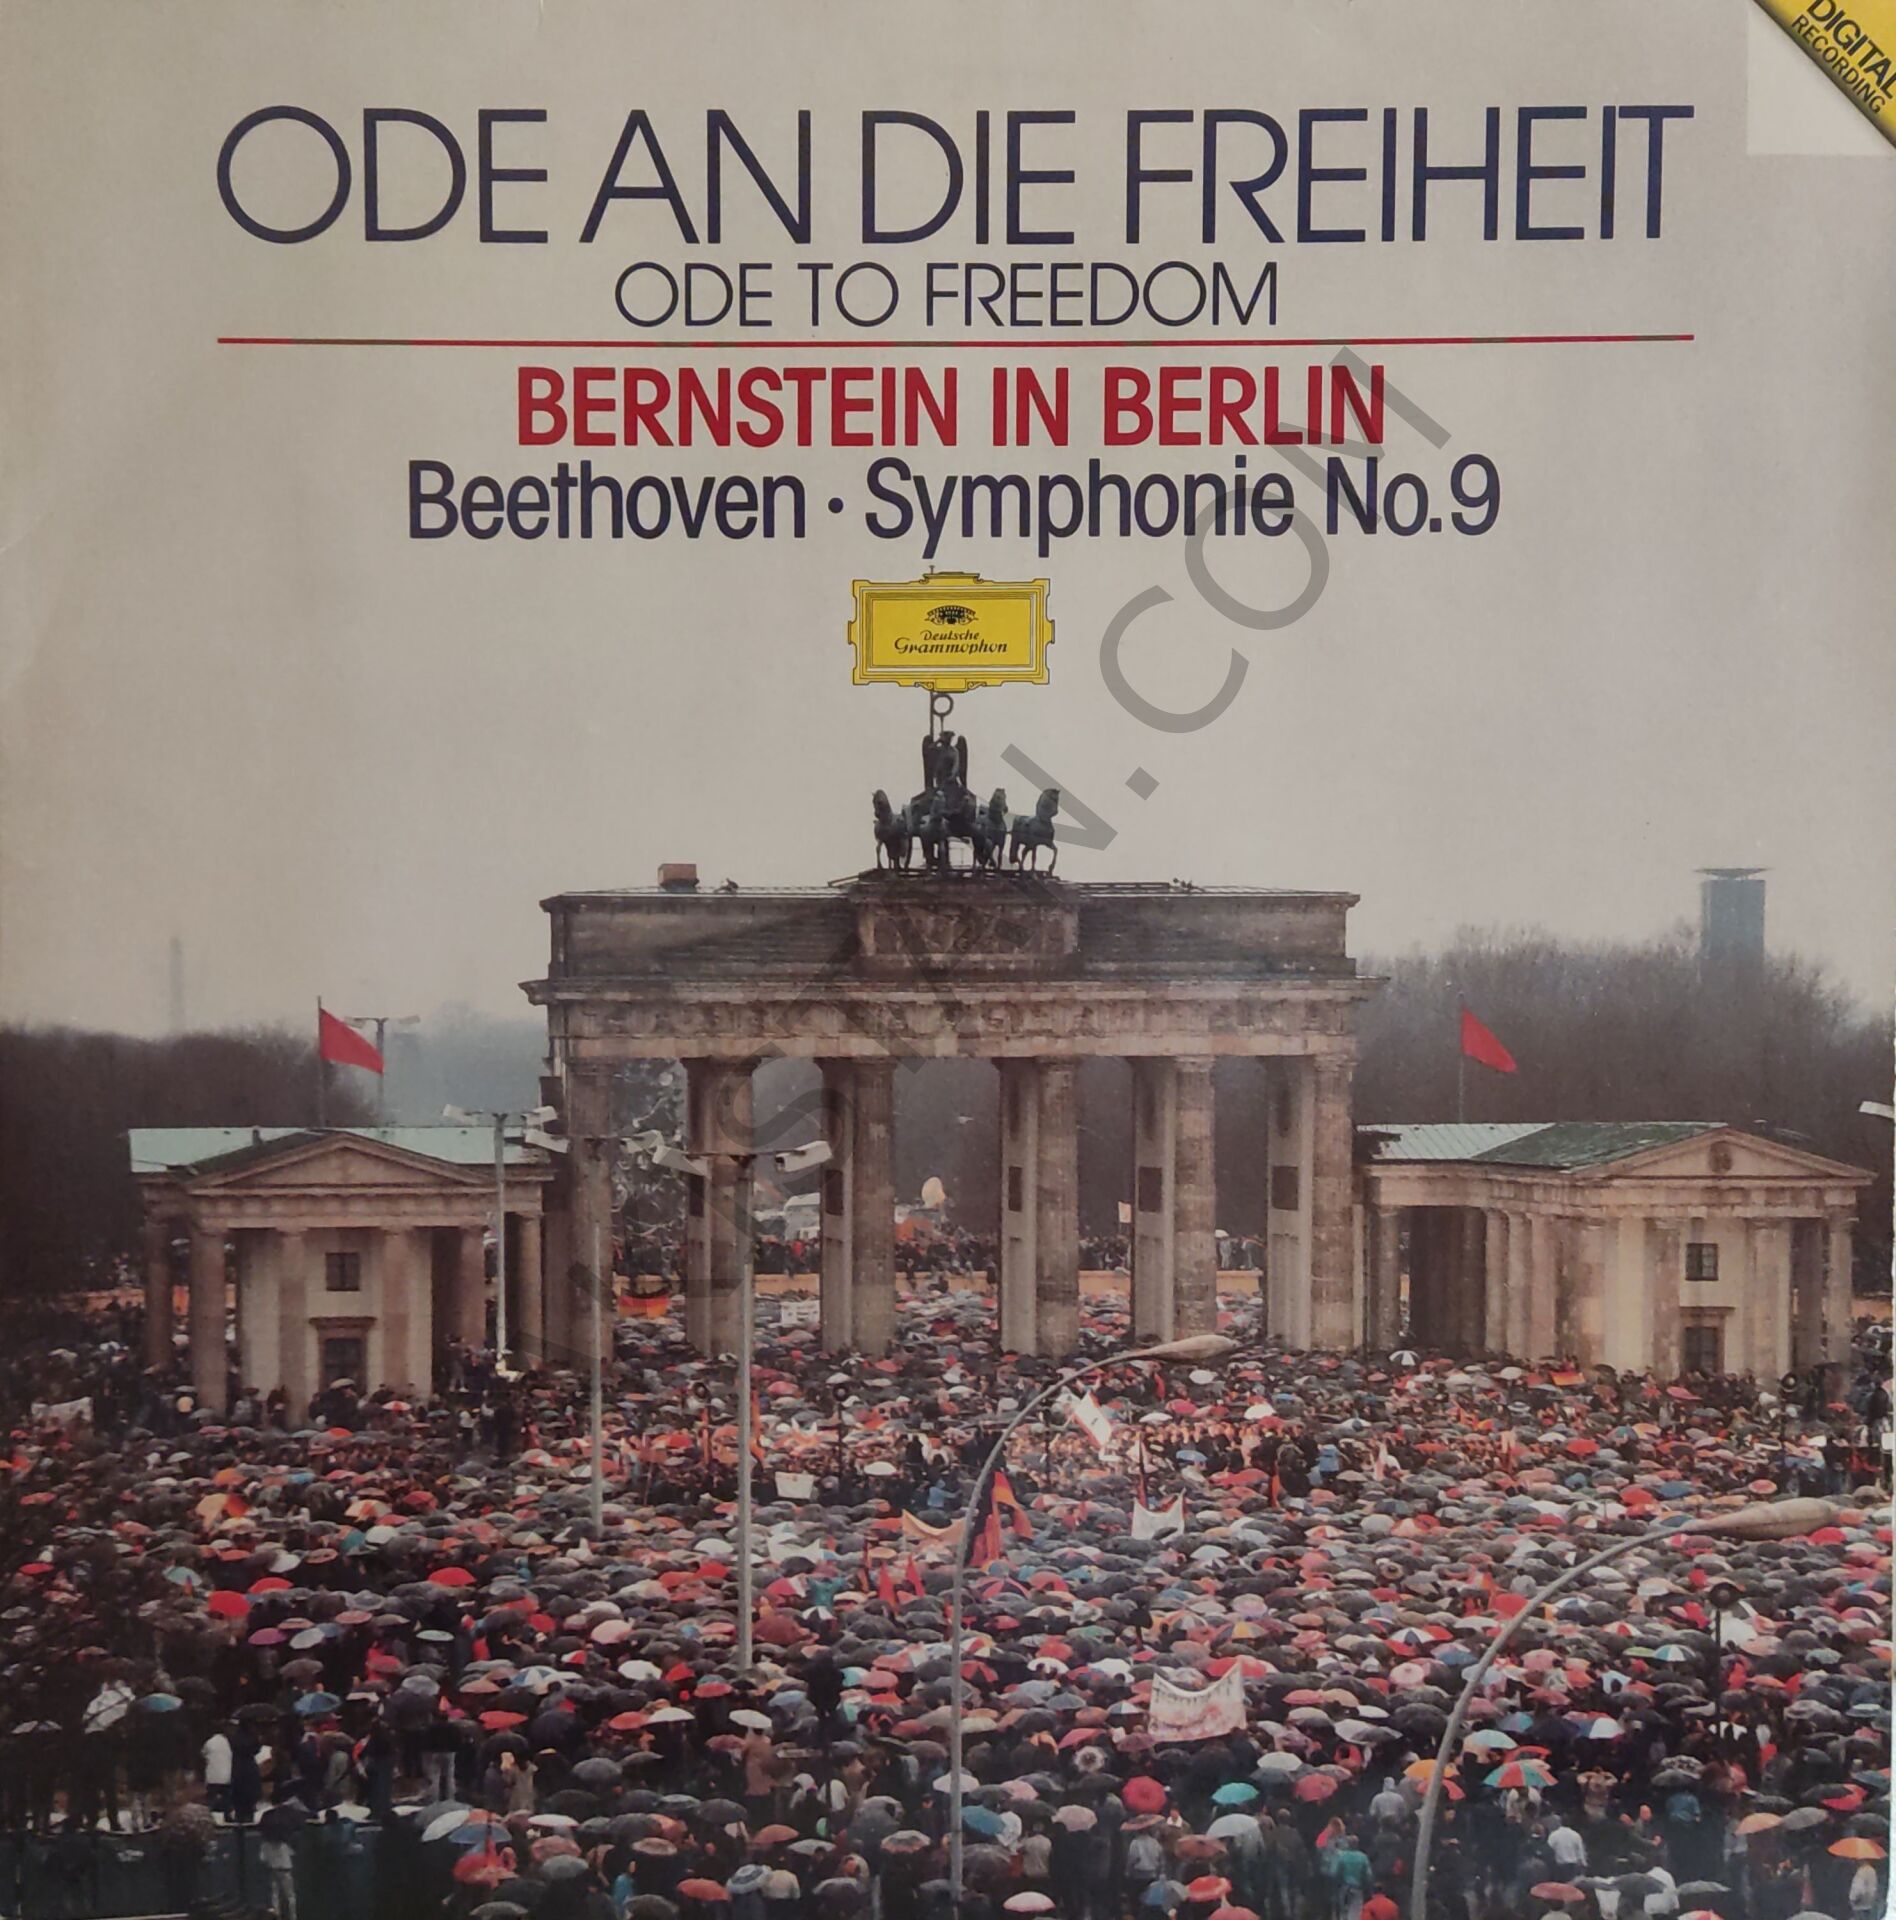 DIGITAL
RECORDING
ODE AN DIE FREIHEIT
ODE TO FREEDOM
BERNSTEIN IN BERLIN
Beethoven · Symphonie No.9
Deutsche
Grammophon